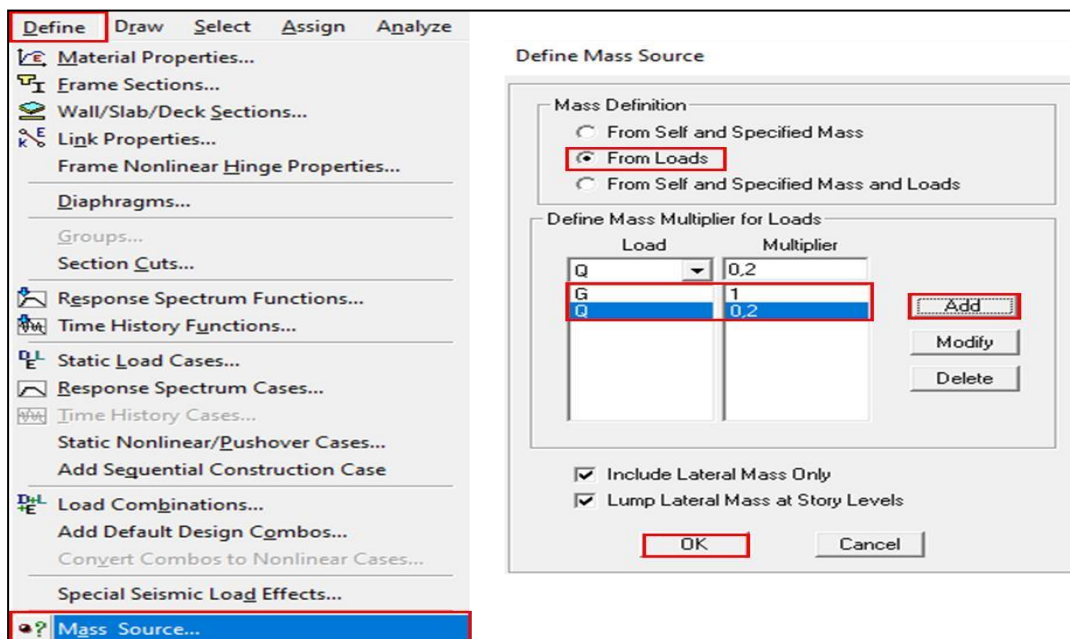 Define Draw Select Assign Analyze
Material Properties...
Frame Sections...
Wall/Slab/Deck Sections...
Link Properties...
Frame Nonlinear Hinge Properties...
Diaphragms...
Groups...
Section Cuts...
Response Spectrum Functions...
Time History Functions...
Static Load Cases...
Response Spectrum Cases...
Time History Cases...
Static Nonlinear/Pushover Cases...
Add Sequential Construction Case
Load Combinations...
Add Default Design Combos...
Convert Combos to Nonlinear Cases...
Special Seismic Load Effects...
Mass Source...
Define Mass Source
Mass Definition
From Self and Specified Mass
From Loads
From Self and Specified Mass and Loads
Define Mass Multiplier for Loads
Load Multiplier
Q 0,2
G 1
Q 0,2
Add
Modify
Delete
Include Lateral Mass Only
Lump Lateral Mass at Story Levels
OK Cancel